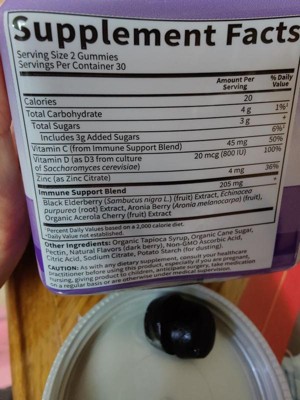 Supplement Facts
Serving Size 2 Gummies
Servings Per Container 30
Amount Per Serving % Daily Value
Calories 20
Total Carbohydrate 4 g 1%*
Total Sugars 3 g +
Includes 3g Added Sugars 6%*
Vitamin C (from Immune Support Blend) 45 mg 50%
Vitamin D (as D3 from culture 20 mcg (800 IU) 100%
of Saccharomyces cerevisiae)
Zinc (as Zinc Citrate) 4 mg 36%
Immune Support Blend 205 mg +
Black Elderberry (Sambucus nigra L.) (fruit) Extract, Echinacea
purpurea (root) Extract, Aronia Berry (Aronia melanocarpa) (fruit),
Organic Acerola Cherry (fruit) Extract
*Percent Daily Values based on a 2,000 calorie diet.
+Daily Value not established.
Other Ingredients: Organic Tapioca Syrup, Organic Cane Sugar,
Pectin, Natural Flavors (dark berry), Non-GMO Ascorbic Acid,
Citric Acid, Sodium Citrate, Potato Starch (for dusting).
CAUTION: As with any dietary supplement, consult your healthcare
practitioner before using this product, especially if you are pregnant,
nursing, giving product to children, anticipate surgery, take medication
on a regular basis or are otherwise under medical supervision.